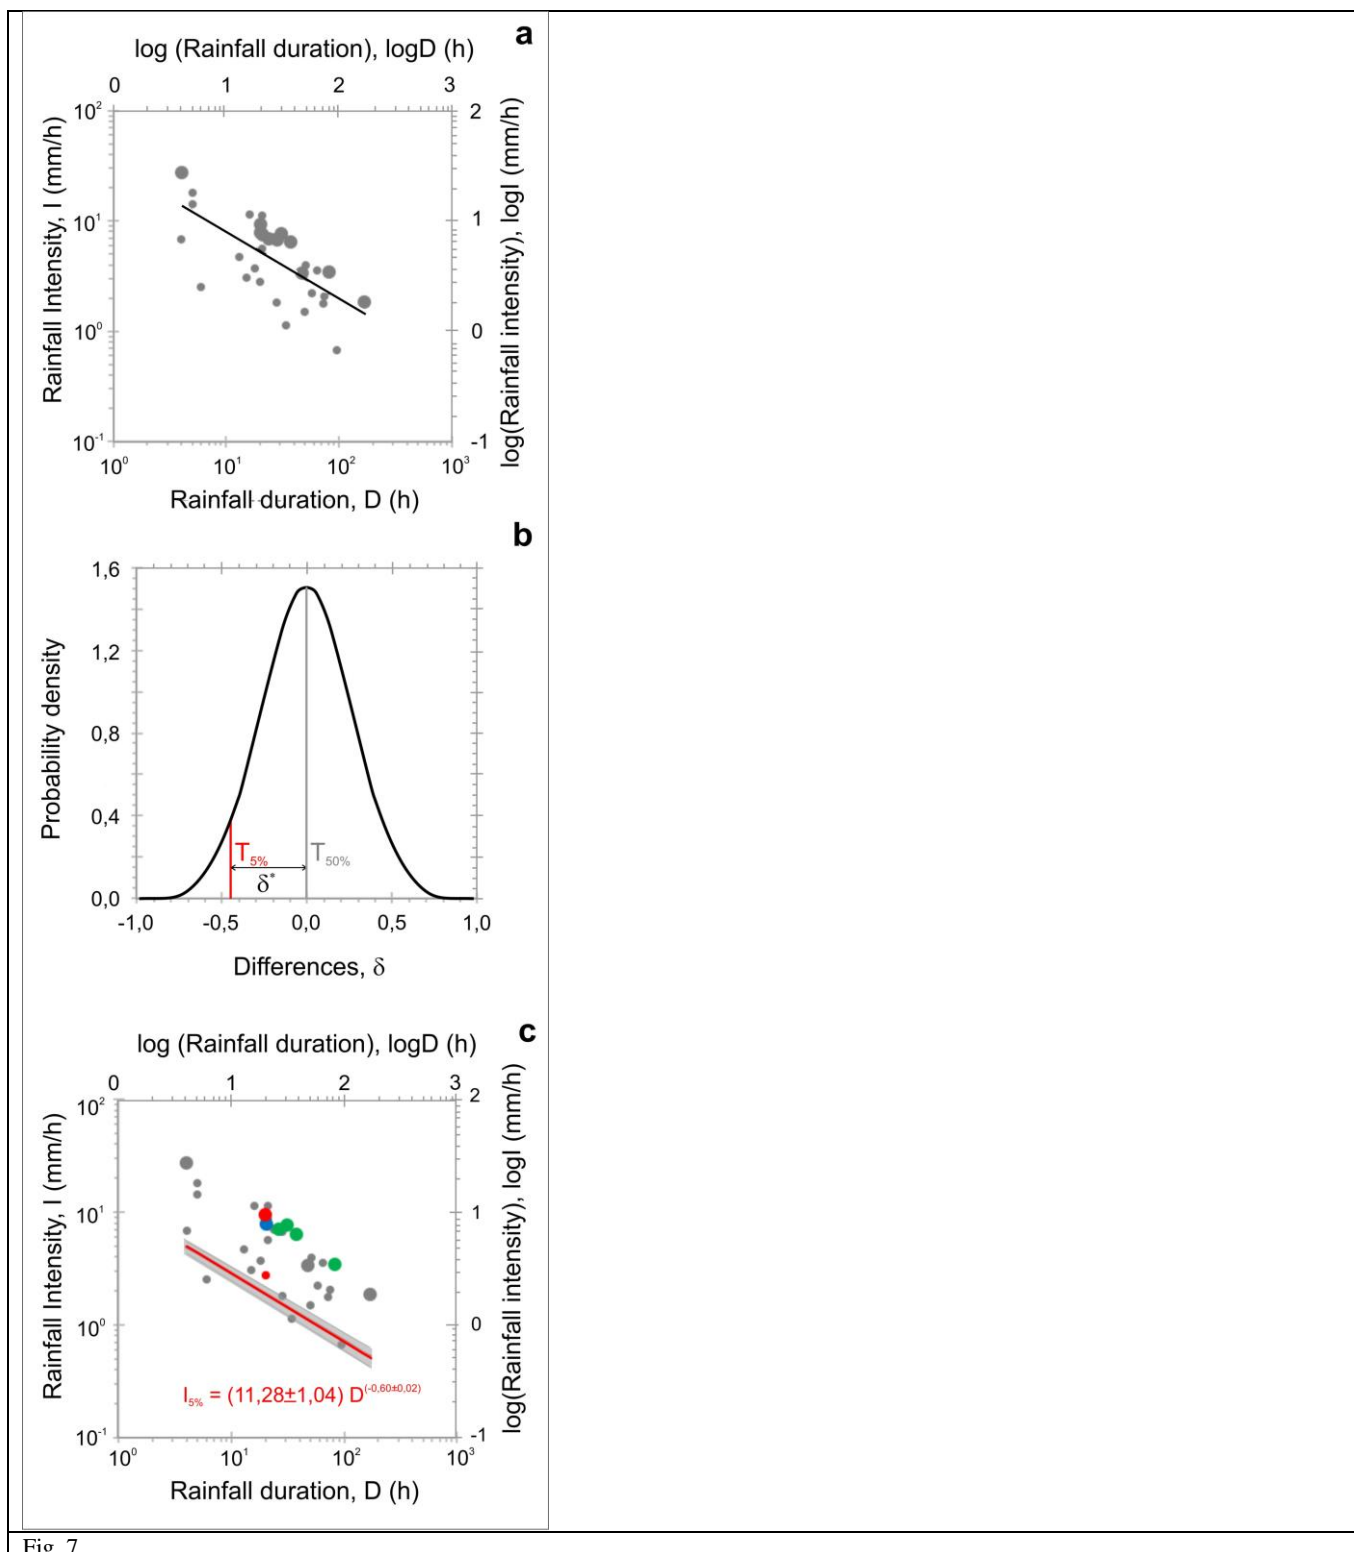 a
log (Rainfall duration), logD (h)
0 1 2 3
Rainfall Intensity, I (mm/h)
10² 2
10¹ 1
10⁰ 0
10⁻¹ -1
log(Rainfall intensity), logI (mm/h)
10⁰ 10¹ 10² 10³
Rainfall duration, D (h)
b
Probability density
1,6
1,2
0,8
0,4
0,0
T5% T50%
δ*
-1,0 -0,5 0,0 0,5 1,0
Differences, δ
c
log (Rainfall duration), logD (h)
0 1 2 3
Rainfall Intensity, I (mm/h)
10² 2
10¹ 1
10⁰ 0
10⁻¹ -1
log(Rainfall intensity), logI (mm/h)
I5% = (11,28±1,04) D(-0,60±0,02)
10⁰ 10¹ 10² 10³
Rainfall duration, D (h)
Fig. 7